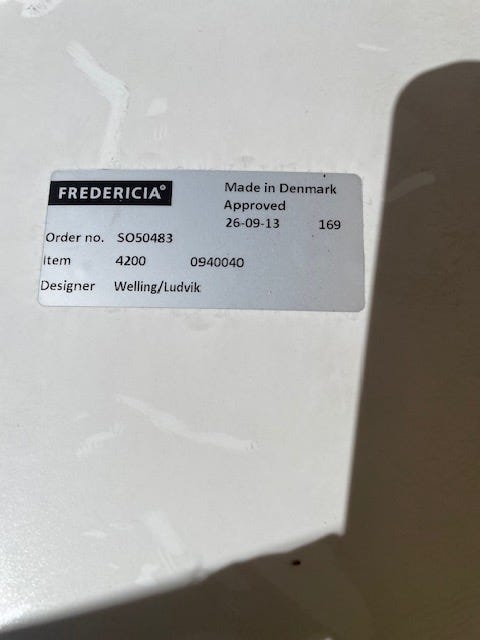 FREDERICIA®
Made in Denmark
Approved
26-09-13 169
Order no. SO50483
Item 4200 0940040
Designer Welling/Ludvik